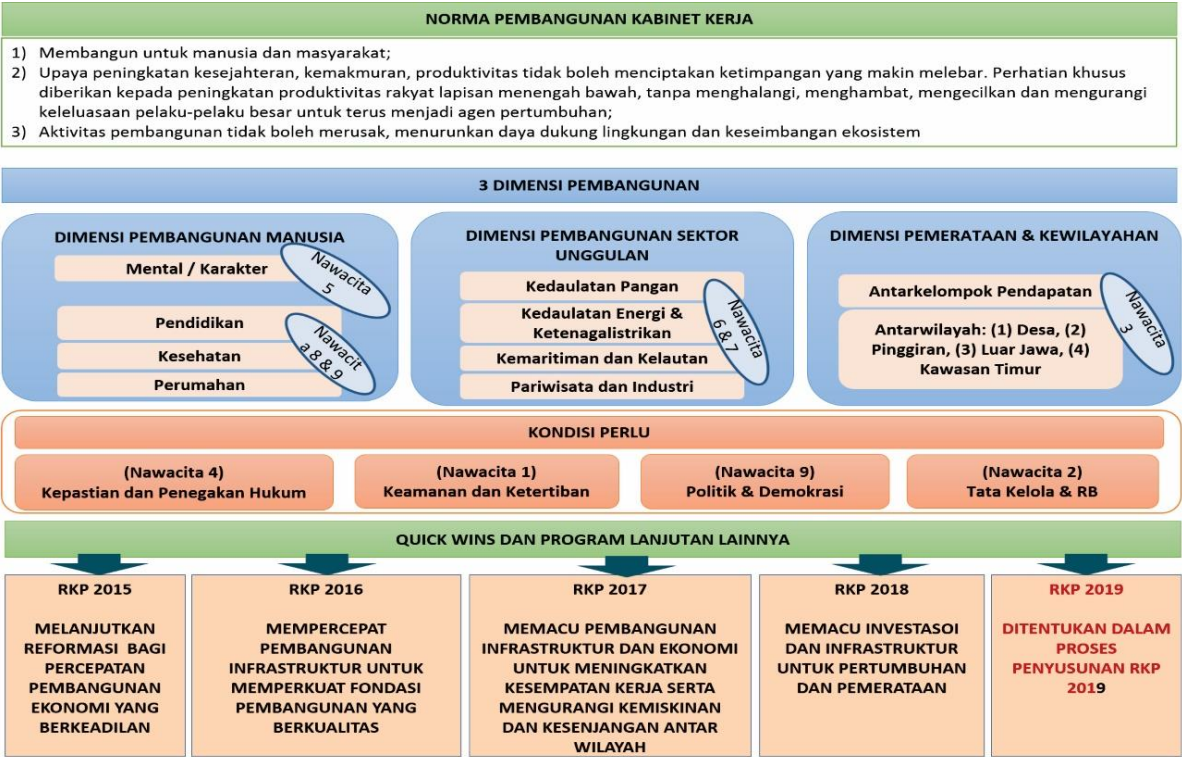 NORMA PEMBANGUNAN KABINET KERJA
1) Membangun untuk manusia dan masyarakat;
2) Upaya peningkatan kesejahteran, kemakmuran, produktivitas tidak boleh menciptakan ketimpangan yang makin melebar. Perhatian khusus
diberikan kepada peningkatan produktivitas rakyat lapisan menengah bawah, tanpa menghalangi, menghambat, mengecilkan dan mengurangi
keleluasaan pelaku-pelaku besar untuk terus menjadi agen pertumbuhan;
3) Aktivitas pembangunan tidak boleh merusak, menurunkan daya dukung lingkungan dan keseimbangan ekosistem
3 DIMENSI PEMBANGUNAN
DIMENSI PEMBANGUNAN MANUSIA
Mental / Karakter
Nawacita
5
Pendidikan
Kesehatan
Perumahan
Nawacit
a 8 & 9
DIMENSI PEMBANGUNAN SEKTOR
UNGGULAN
Kedaulatan Pangan
Kedaulatan Energi &
Ketenagalistrikan
Kemaritiman dan Kelautan
Pariwisata dan Industri
Nawacita
6 & 7
DIMENSI PEMERATAAN & KEWILAYAHAN
Antarkelompok Pendapatan
Antarwilayah: (1) Desa, (2)
Pinggiran, (3) Luar Jawa, (4)
Kawasan Timur
Nawacita
3
KONDISI PERLU
(Nawacita 4)
Kepastian dan Penegakan Hukum
(Nawacita 1)
Keamanan dan Ketertiban
(Nawacita 9)
Politik & Demokrasi
(Nawacita 2)
Tata Kelola & RB
QUICK WINS DAN PROGRAM LANJUTAN LAINNYA
RKP 2015
MELANJUTKAN
REFORMASI BAGI
PERCEPATAN
PEMBANGUNAN
EKONOMI YANG
BERKEADILAN
RKP 2016
MEMPERCEPAT
PEMBANGUNAN
INFRASTRUKTUR UNTUK
MEMPERKUAT FONDASI
PEMBANGUNAN YANG
BERKUALITAS
RKP 2017
MEMACU PEMBANGUNAN
INFRASTRUKTUR DAN EKONOMI
UNTUK MENINGKATKAN
KESEMPATAN KERJA SERTA
MENGURANGI KEMISKINAN
DAN KESENJANGAN ANTAR
WILAYAH
RKP 2018
MEMACU INVESTASOI
DAN INFRASTRUKTUR
UNTUK PERTUMBUHAN
DAN PEMERATAAN
RKP 2019
DITENTUKAN DALAM
PROSES
PENYUSUNAN RKP
2019